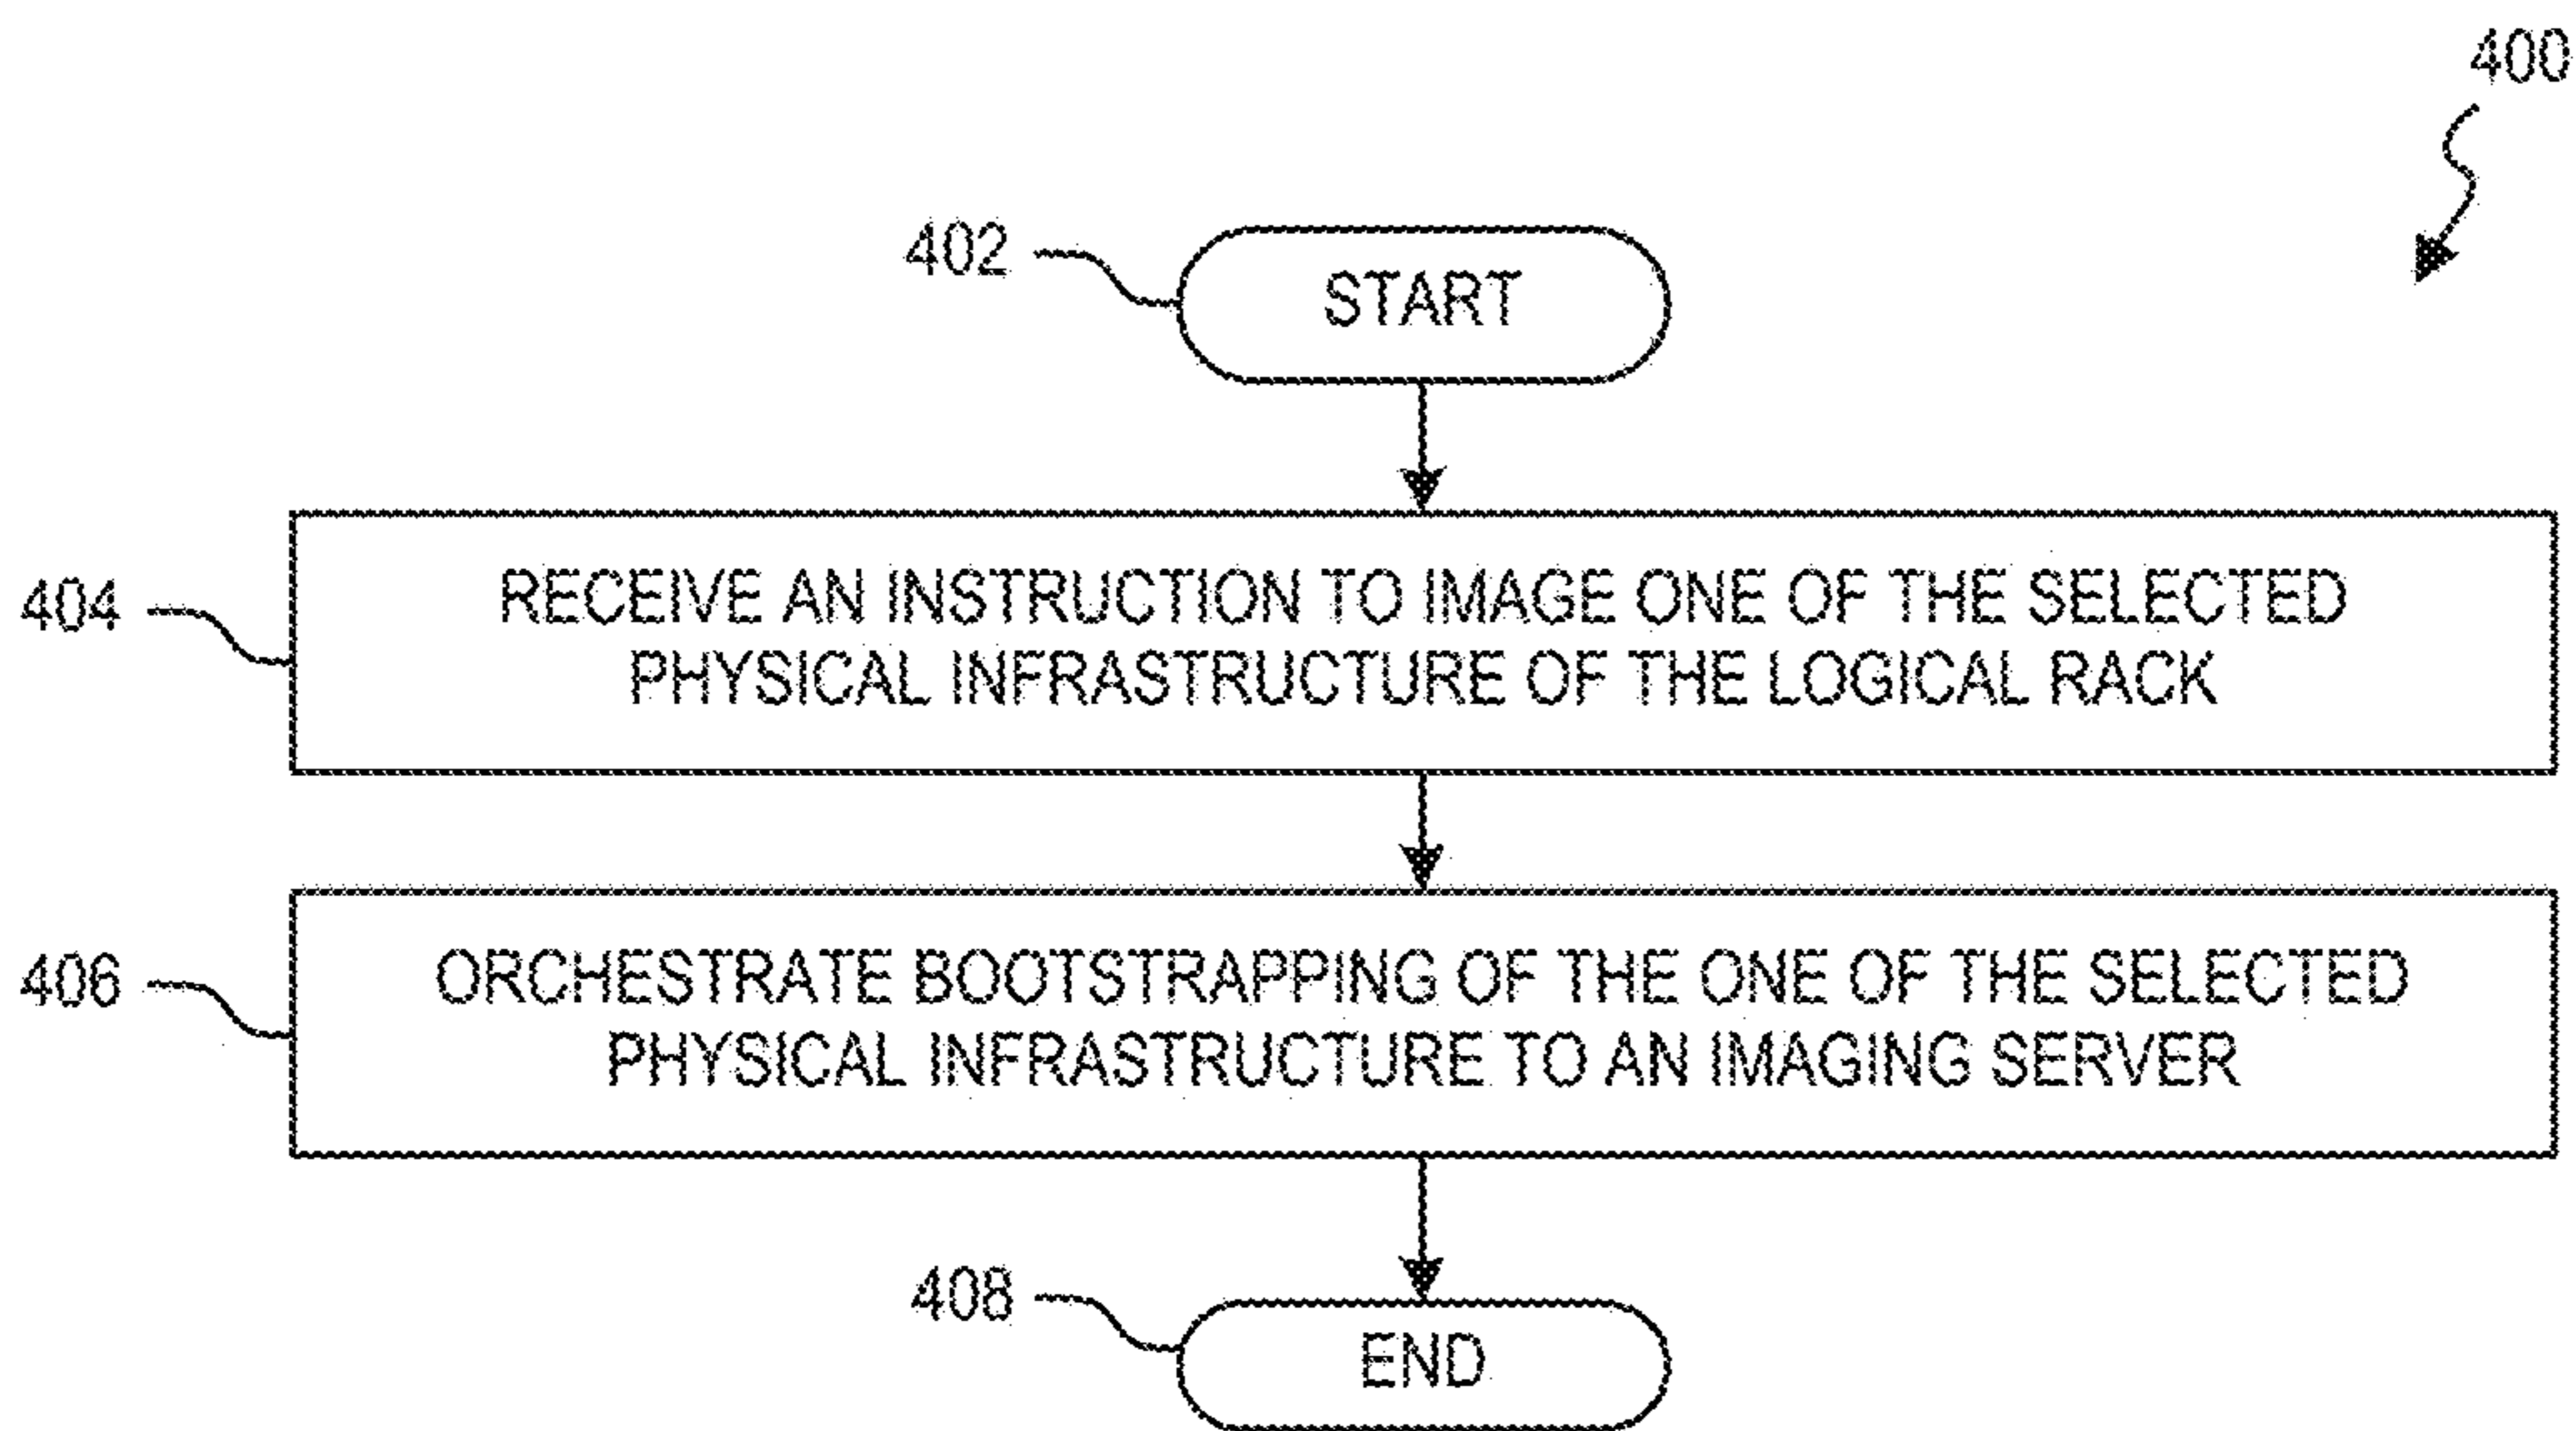 400
402
START
404
RECEIVE AN INSTRUCTION TO IMAGE ONE OF THE SELECTED
PHYSICAL INFRASTRUCTURE OF THE LOGICAL RACK
406
ORCHESTRATE BOOTSTRAPPING OF THE ONE OF THE SELECTED
PHYSICAL INFRASTRUCTURE TO AN IMAGING SERVER
408
END